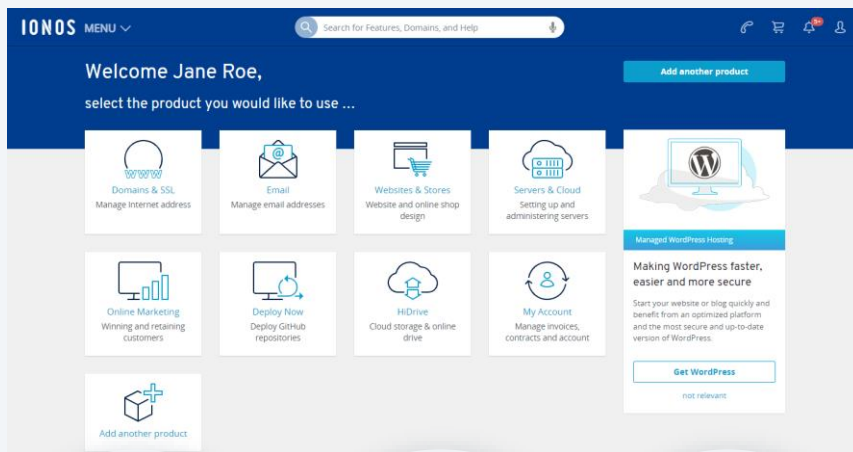 IONOS MENU
Search for Features, Domains, and Help
9+
Welcome Jane Roe,
select the product you would like to use ...
Add another product
WWW
Domains & SSL
Manage Internet address
@
Email
Manage email addresses
Websites & Stores
Website and online shop
design
Servers & Cloud
Setting up and
administering servers
W
Managed WordPress Hosting
Making WordPress faster,
easier and more secure
Start your website or blog quickly and
benefit from an optimized platform
and the most secure and up-to-date
version of WordPress.
Get WordPress
not relevant
Online Marketing
Winning and retaining
customers
Deploy Now
Deploy GitHub
repositories
HiDrive
Cloud storage & online
drive
My Account
Manage invoices,
contracts and account
Add another product